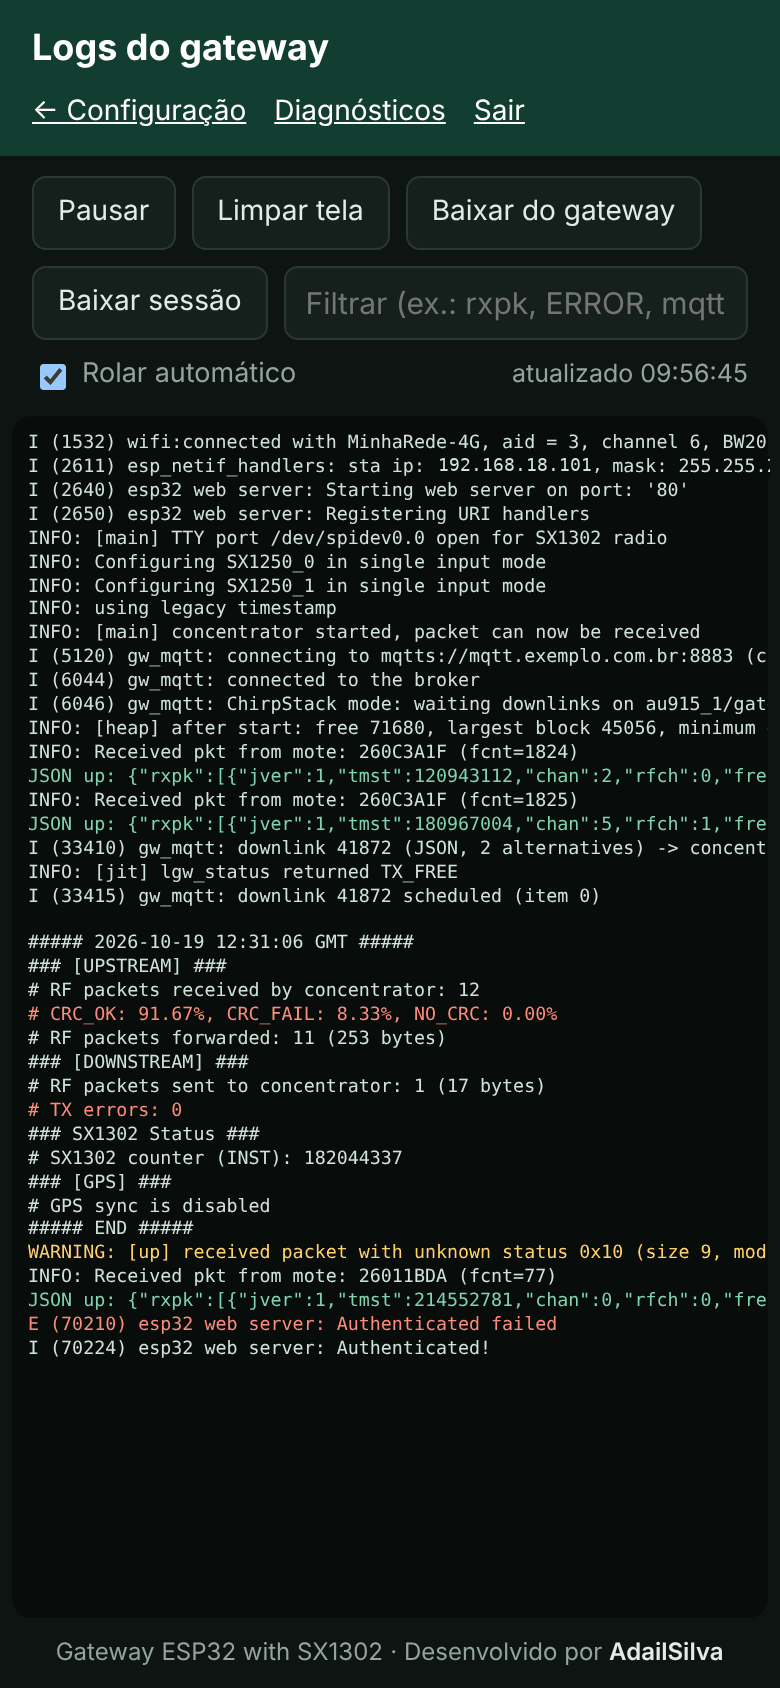 Logs do gateway
← Configuração Diagnósticos Sair
Pausar Limpar tela Baixar do gateway
Baixar sessão Filtrar (ex.: rxpk, ERROR, mqtt
Rolar automático atualizado 09:56:45
I (1532) wifi:connected with MinhaRede-4G, aid = 3, channel 6, BW20
I (2611) esp_netif_handlers: sta ip: 192.168.18.101, mask: 255.255.
I (2640) esp32 web server: Starting web server on port: '80'
I (2650) esp32 web server: Registering URI handlers
INFO: [main] TTY port /dev/spidev0.0 open for SX1302 radio
INFO: Configuring SX1250_0 in single input mode
INFO: Configuring SX1250_1 in single input mode
INFO: using legacy timestamp
INFO: [main] concentrator started, packet can now be received
I (5120) gw_mqtt: connecting to mqtts://mqtt.exemplo.com.br:8883 (c
I (6044) gw_mqtt: connected to the broker
I (6046) gw_mqtt: ChirpStack mode: waiting downlinks on au915_1/gat
INFO: [heap] after start: free 71680, largest block 45056, minimum
INFO: Received pkt from mote: 260C3A1F (fcnt=1824)
JSON up: {"rxpk":[{"jver":1,"tmst":120943112,"chan":2,"rfch":0,"fre
INFO: Received pkt from mote: 260C3A1F (fcnt=1825)
JSON up: {"rxpk":[{"jver":1,"tmst":180967004,"chan":5,"rfch":1,"fre
I (33410) gw_mqtt: downlink 41872 (JSON, 2 alternatives) -> concent
INFO: [jit] lgw_status returned TX_FREE
I (33415) gw_mqtt: downlink 41872 scheduled (item 0)
##### 2026-10-19 12:31:06 GMT #####
### [UPSTREAM] ###
# RF packets received by concentrator: 12
# CRC_OK: 91.67%, CRC_FAIL: 8.33%, NO_CRC: 0.00%
# RF packets forwarded: 11 (253 bytes)
### [DOWNSTREAM] ###
# RF packets sent to concentrator: 1 (17 bytes)
# TX errors: 0
### SX1302 Status ###
# SX1302 counter (INST): 182044337
### [GPS] ###
# GPS sync is disabled
##### END #####
WARNING: [up] received packet with unknown status 0x10 (size 9, mod
INFO: Received pkt from mote: 26011BDA (fcnt=77)
JSON up: {"rxpk":[{"jver":1,"tmst":214552781,"chan":0,"rfch":0,"fre
E (70210) esp32 web server: Authenticated failed
I (70224) esp32 web server: Authenticated!
Gateway ESP32 with SX1302 · Desenvolvido por AdailSilva